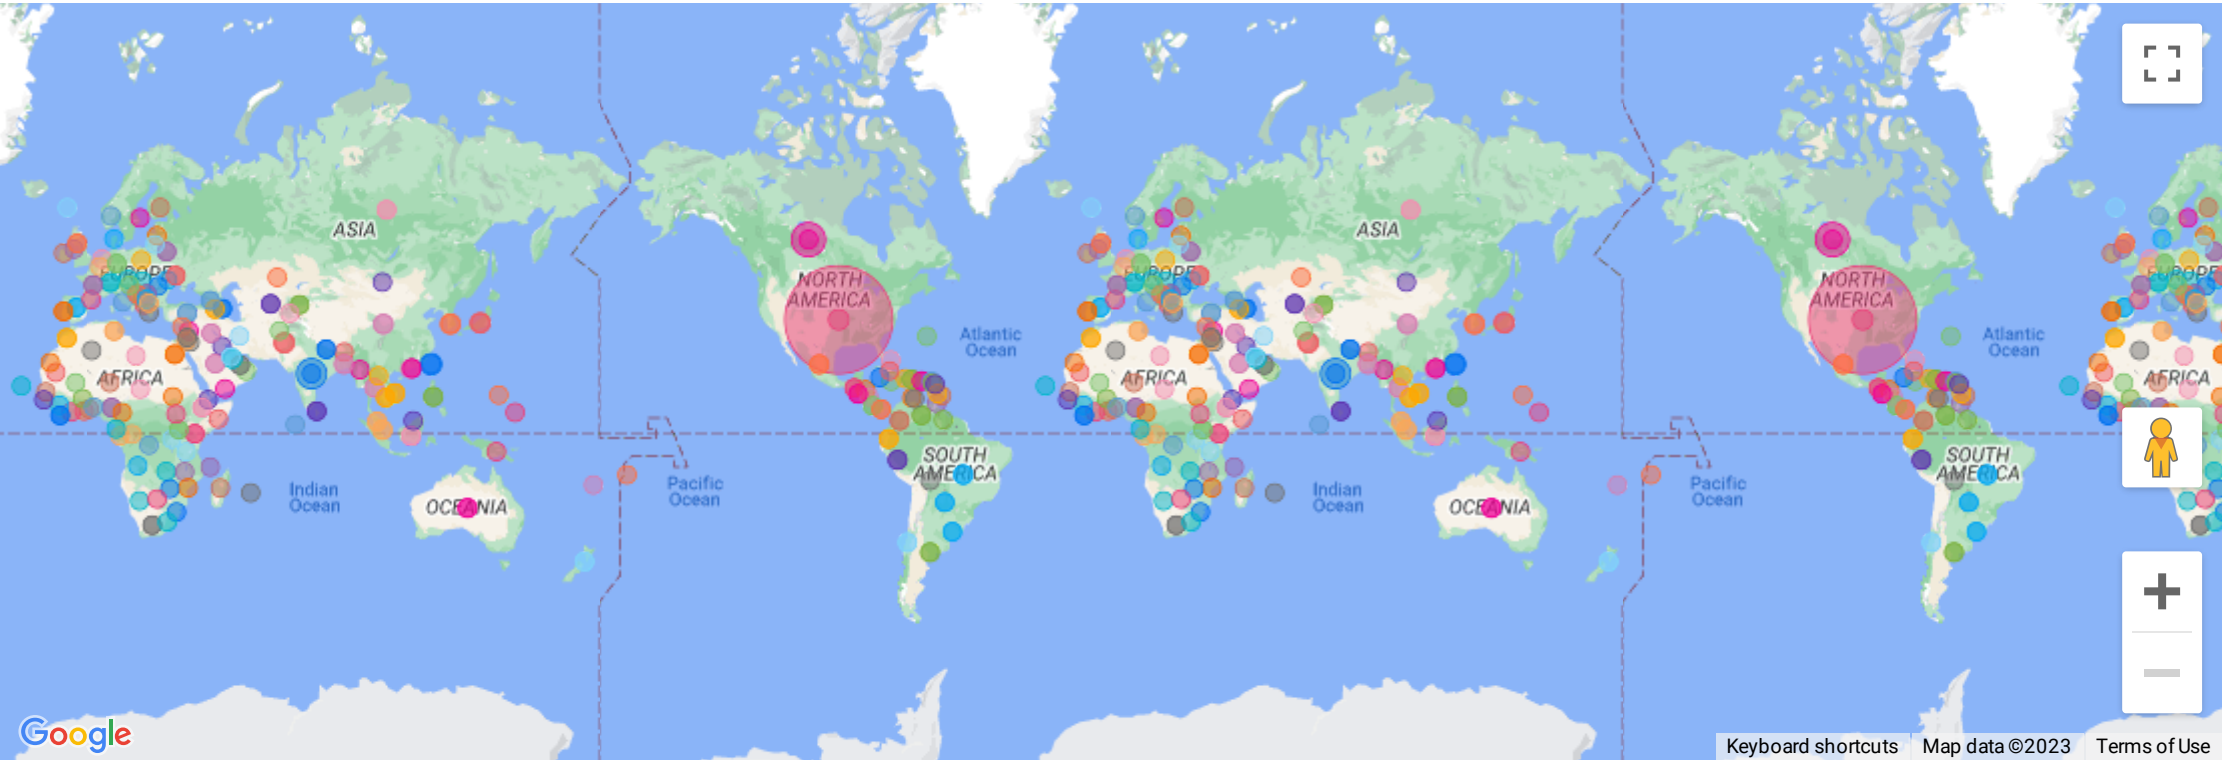 ASIA
EUROPE
NORTH
AMERICA
Atlantic
Ocean
AFRICA
SOUTH
AMERICA
Indian
Ocean
OCEANIA
Pacific
Ocean
ASIA
EUROPE
NORTH
AMERICA
Atlantic
Ocean
AFRICA
SOUTH
AMERICA
Indian
Ocean
OCEANIA
Pacific
Ocean
EUROPE
AFRICA
Google
Keyboard shortcuts
Map data ©2023
Terms of Use